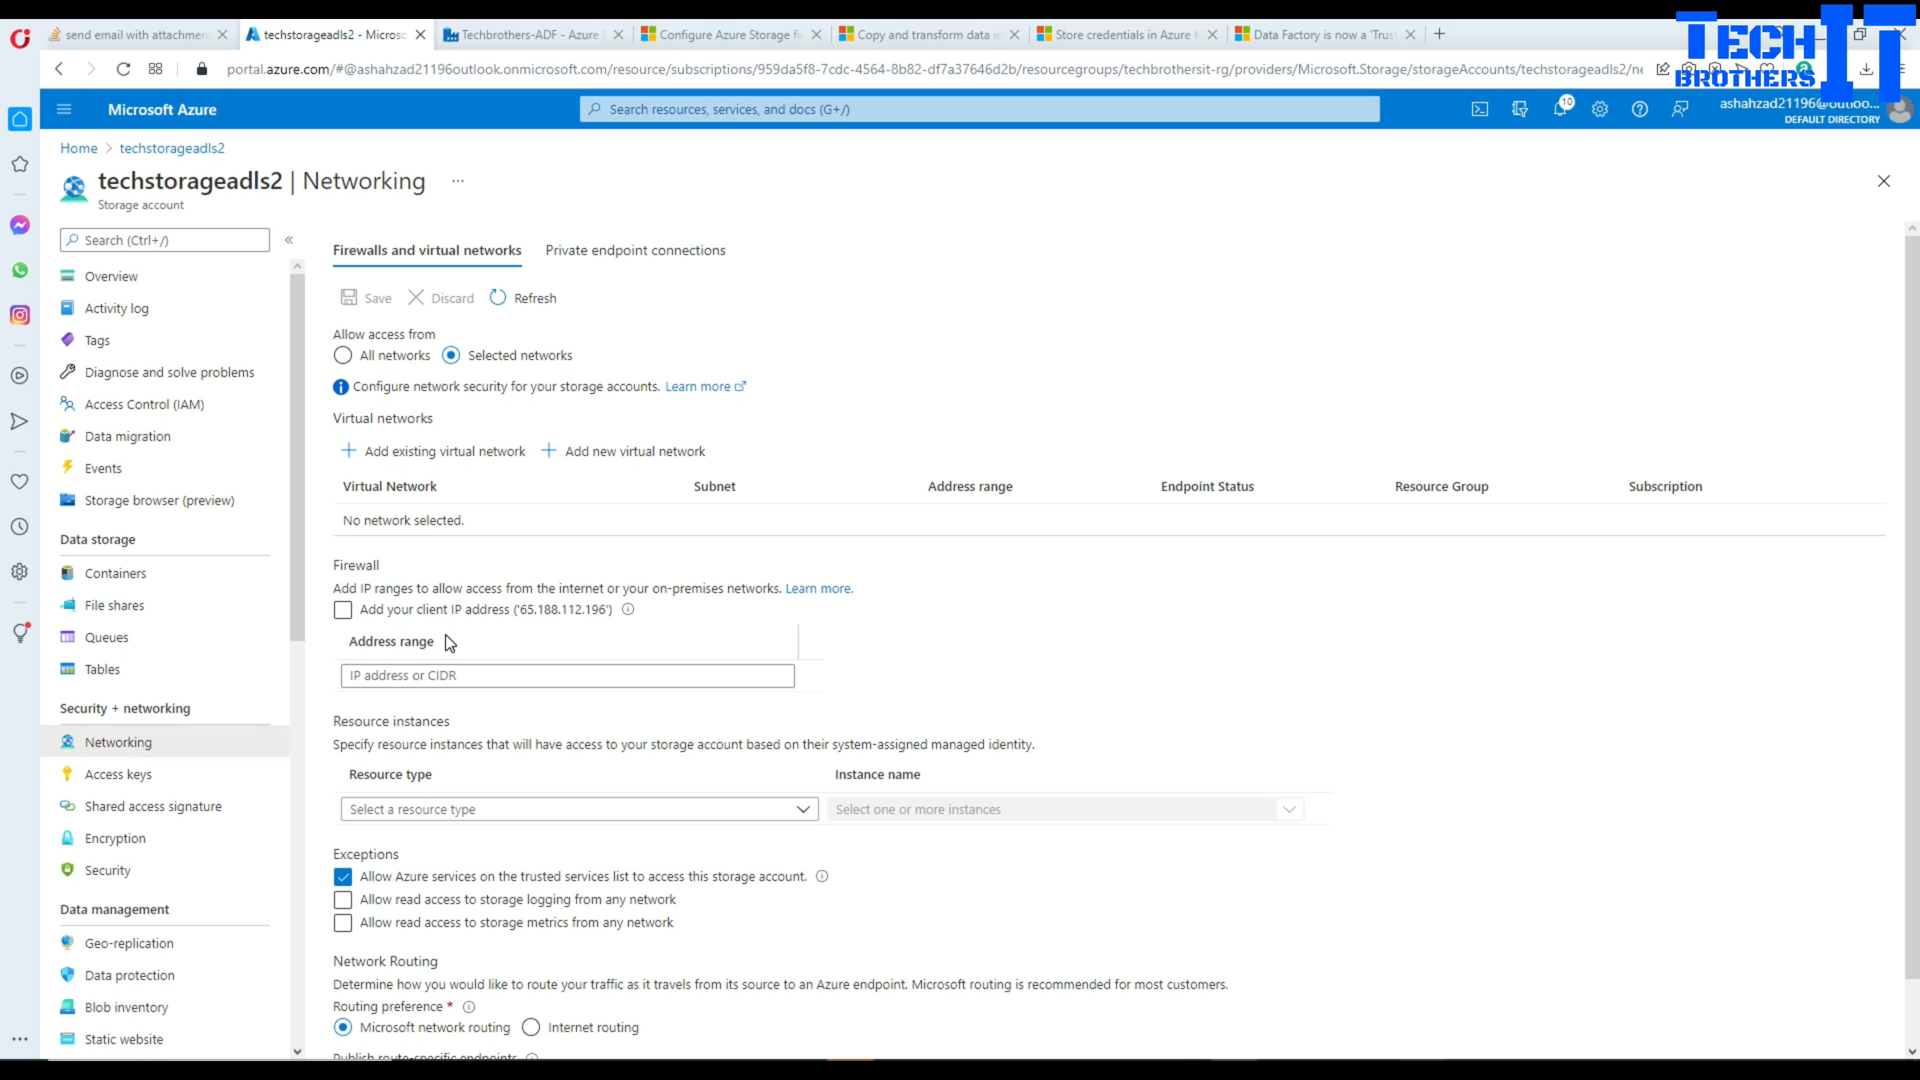 send email with attachmen
techstorageadls2 - Microso
Techbrothers-ADF - Azure
Configure Azure Storage fi
Copy and transform data i
Store credentials in Azure
Data Factory is now a 'Trust
TECH
BROTHERS
IT
portal.azure.com/#@ashahzad21196outlook.onmicrosoft.com/resource/subscriptions/959da5f8-7cdc-4564-8b82-df7a37646d2b/resourcegroups/techbrothersit-rg/providers/Microsoft.Storage/storageAccounts/techstorageadls2/ne
Microsoft Azure
Search resources, services, and docs (G+/)
10
ashahzad21196@outloo...
DEFAULT DIRECTORY
Home > techstorageadls2
techstorageadls2 | Networking ...
Storage account
Search (Ctrl+/)
«
Overview
Activity log
Tags
Diagnose and solve problems
Access Control (IAM)
Data migration
Events
Storage browser (preview)
Data storage
Containers
File shares
Queues
Tables
Security + networking
Networking
Access keys
Shared access signature
Encryption
Security
Data management
Geo-replication
Data protection
Blob inventory
Static website
Firewalls and virtual networks
Private endpoint connections
Save
Discard
Refresh
Allow access from
All networks
Selected networks
Configure network security for your storage accounts. Learn more
Virtual networks
Add existing virtual network
Add new virtual network
Virtual Network
Subnet
Address range
Endpoint Status
Resource Group
Subscription
No network selected.
Firewall
Add IP ranges to allow access from the internet or your on-premises networks. Learn more.
Add your client IP address ('65.188.112.196')
Address range
IP address or CIDR
Resource instances
Specify resource instances that will have access to your storage account based on their system-assigned managed identity.
Resource type
Instance name
Select a resource type
Select one or more instances
Exceptions
Allow Azure services on the trusted services list to access this storage account.
Allow read access to storage logging from any network
Allow read access to storage metrics from any network
Network Routing
Determine how you would like to route your traffic as it travels from its source to an Azure endpoint. Microsoft routing is recommended for most customers.
Routing preference *
Microsoft network routing
Internet routing
Publish route-specific endpoints